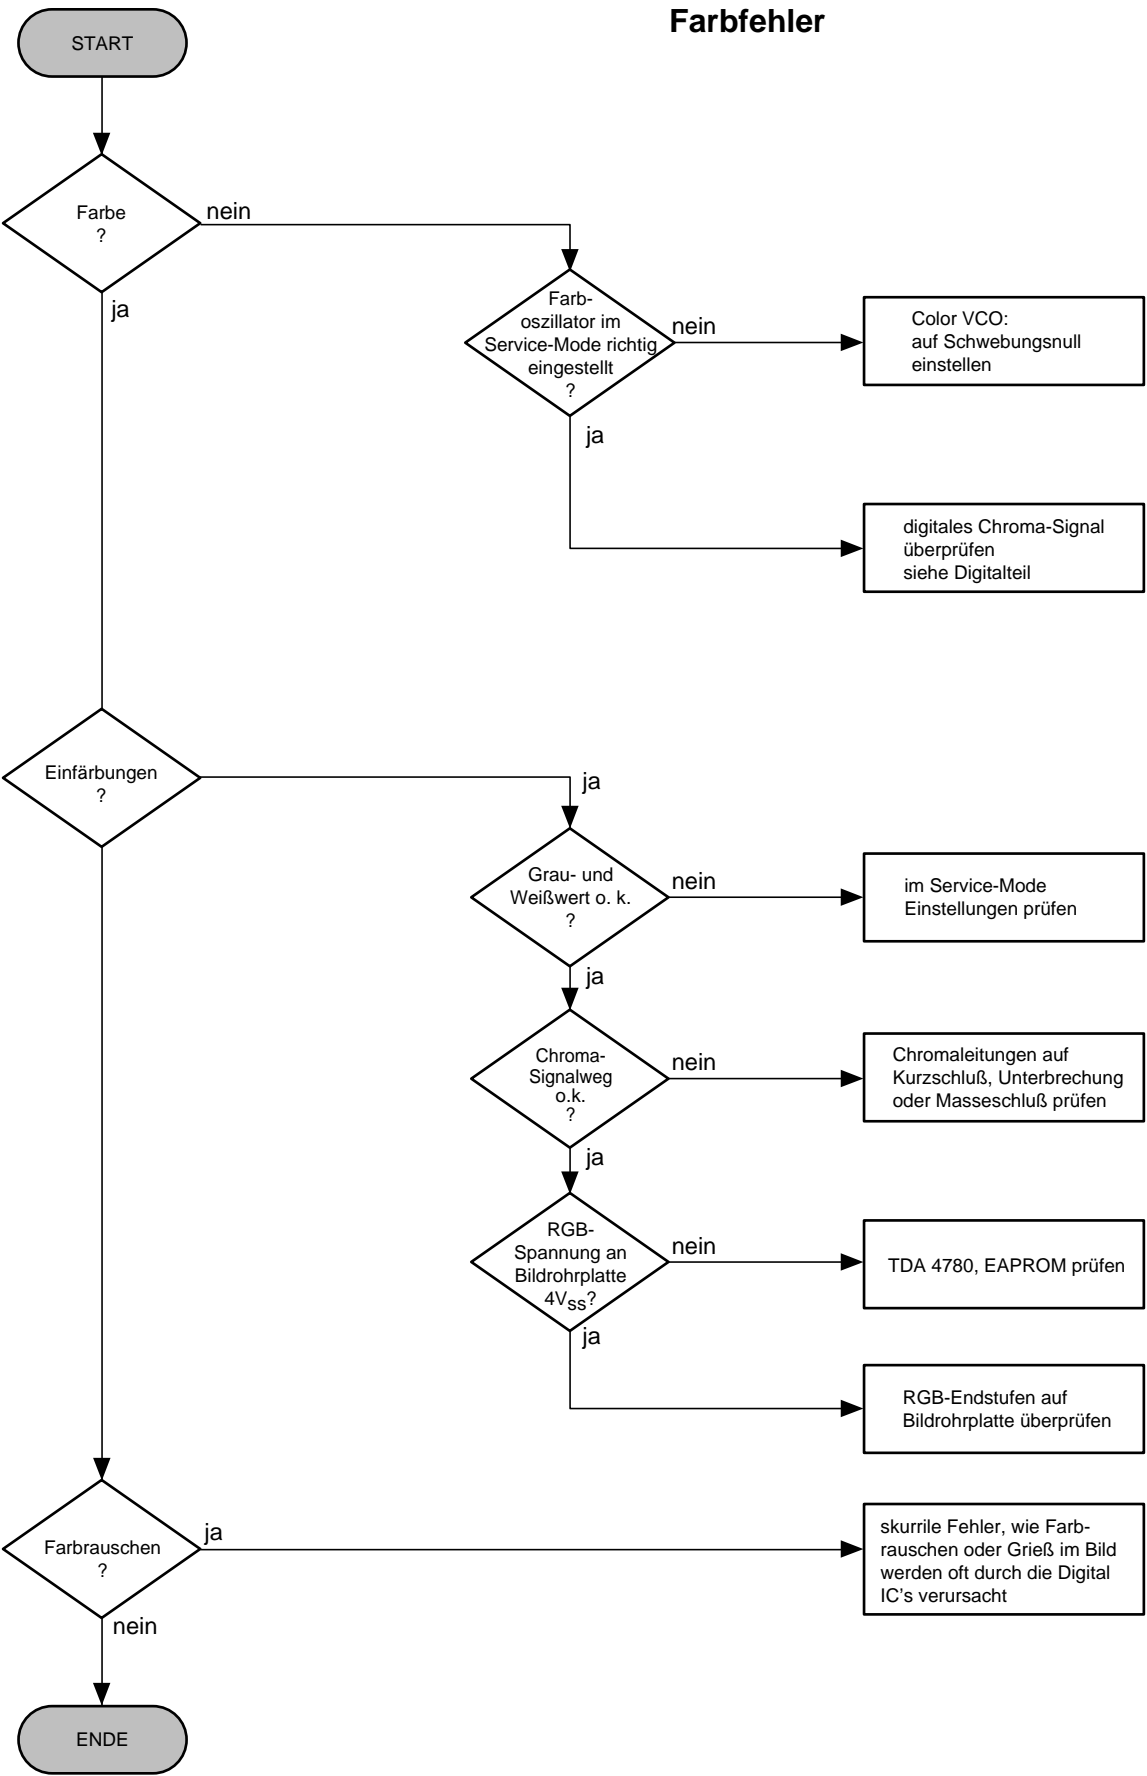 Farbfehler
START
Farbe
?
nein
ja
Farb-
oszillator im
Service-Mode richtig
eingestellt
?
nein
Color VCO:
auf Schwebungsnull
einstellen
ja
digitales Chroma-Signal
überprüfen
siehe Digitalteil
Einfärbungen
?
ja
Grau- und
Weißwert o. k.
?
nein
im Service-Mode
Einstellungen prüfen
ja
Chroma-
Signalweg
o.k.
?
nein
Chromaleitungen auf
Kurzschluß, Unterbrechung
oder Masseschluß prüfen
ja
RGB-
Spannung an
Bildrohrplatte
4Vss?
nein
TDA 4780, EAPROM prüfen
ja
RGB-Endstufen auf
Bildrohrplatte überprüfen
Farbrauschen
?
ja
skurrile Fehler, wie Farb-
rauschen oder Grieß im Bild
werden oft durch die Digital
IC's verursacht
nein
ENDE